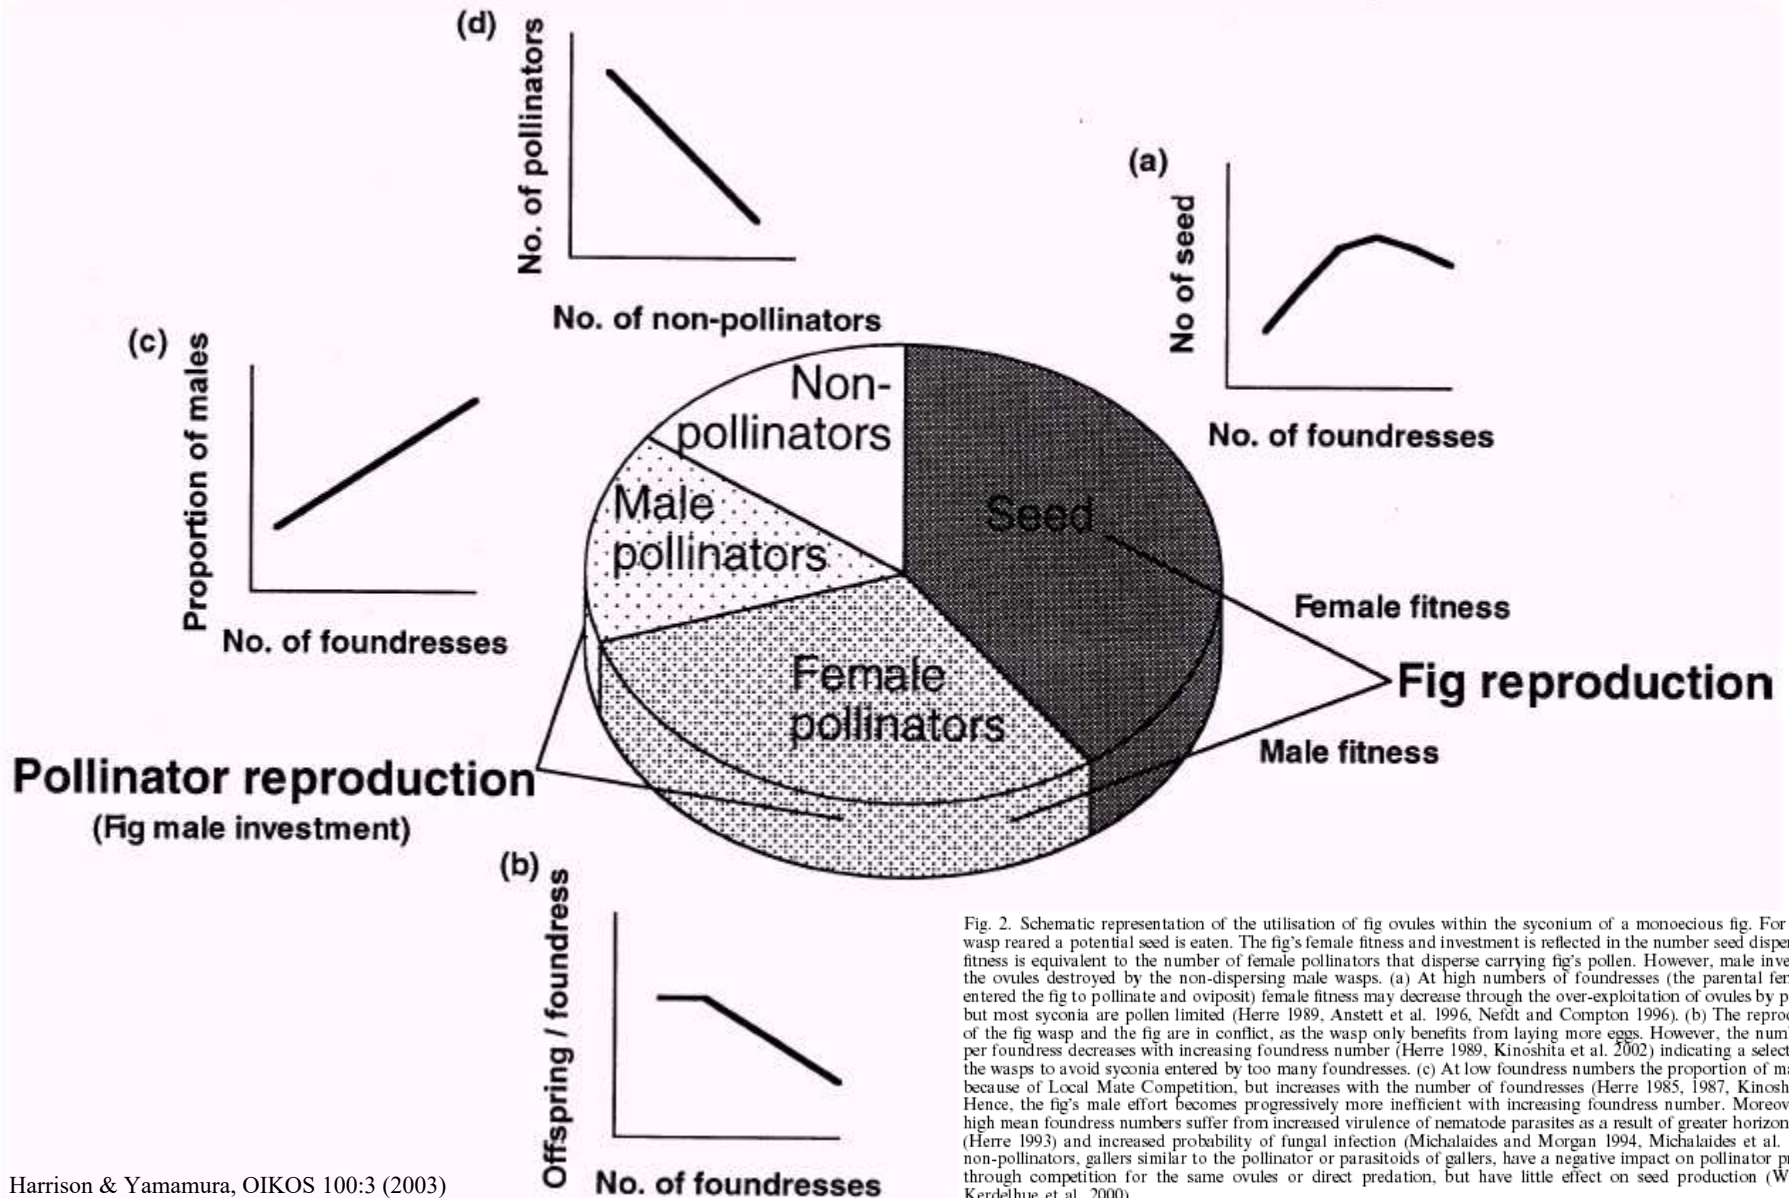 (d)
No. of pollinators
No. of non-pollinators
(a)
No of seed
No. of foundresses
(c)
Proportion of males
No. of foundresses
Non-
pollinators
Male
pollinators
Seed
Female
pollinators
Female fitness
Fig reproduction
Male fitness
Pollinator reproduction
(Fig male investment)
(b)
Offspring / foundress
No. of foundresses
Fig. 2. Schematic representation of the utilisation of fig ovules within the syconium of a monoecious fig. For
wasp reared a potential seed is eaten. The fig's female fitness and investment is reflected in the number seed disper
fitness is equivalent to the number of female pollinators that disperse carrying fig's pollen. However, male inve
the ovules destroyed by the non-dispersing male wasps. (a) At high numbers of foundresses (the parental fer
entered the fig to pollinate and oviposit) female fitness may decrease through the over-exploitation of ovules by p
but most syconia are pollen limited (Herre 1989, Anstett et al. 1996, Nefdt and Compton 1996). (b) The reproc
of the fig wasp and the fig are in conflict, as the wasp only benefits from laying more eggs. However, the num
per foundress decreases with increasing foundress number (Herre 1989, Kinoshita et al. 2002) indicating a select
the wasps to avoid syconia entered by too many foundresses. (c) At low foundress numbers the proportion of ma
because of Local Mate Competition, but increases with the number of foundresses (Herre 1985, 1987, Kinosh
Hence, the fig's male effort becomes progressively more inefficient with increasing foundress number. Moreov
high mean foundress numbers suffer from increased virulence of nematode parasites as a result of greater horizon
(Herre 1993) and increased probability of fungal infection (Michalaides and Morgan 1994, Michalaides et al.
non-pollinators, gallers similar to the pollinator or parasitoids of gallers, have a negative impact on pollinator p
through competition for the same ovules or direct predation, but have little effect on seed production (W
Kerdelhue et al. 2000)
Harrison & Yamamura, OIKOS 100:3 (2003)